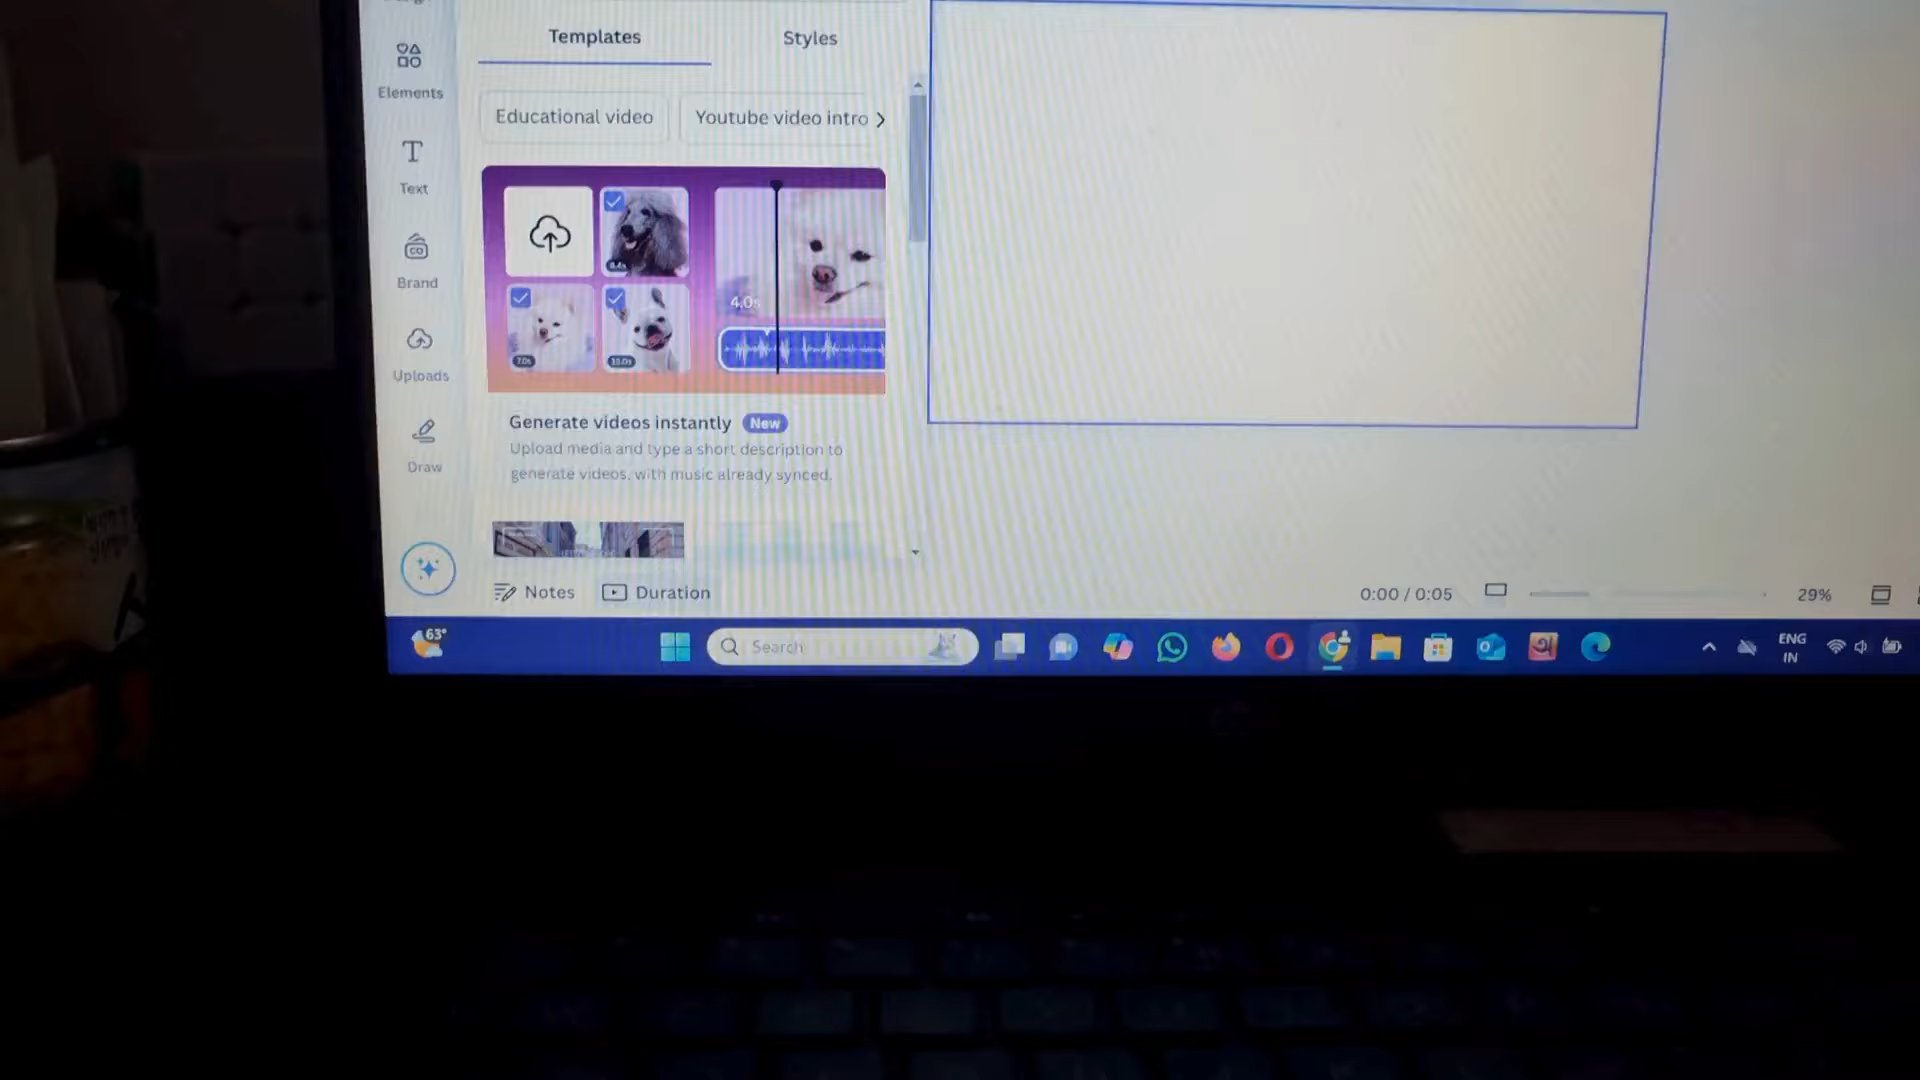 Templates
Styles
Elements
Educational video
Youtube video intro
Text
Brand
4.0s
7.0s
Uploads
Generate videos instantly New
Upload media and type a short description to
generate videos, with music already synced.
Draw
Notes
Duration
0:00 / 0:05
29%
63°
Search
ENG
IN